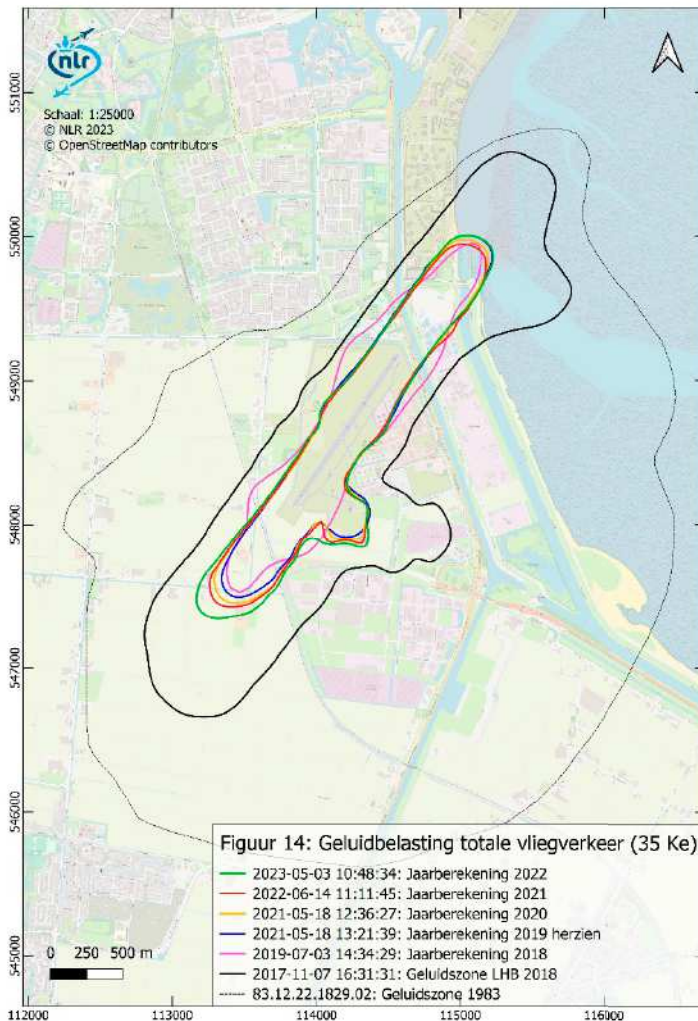 nlr
Schaal: 1:25000
© NLR 2023
© OpenStreetMap contributors
551000
550000
549000
548000
547000
546000
545000
Figuur 14: Geluidbelasting totale vliegverkeer (35 Ke)
2023-05-03 10:48:34: Jaarberekening 2022
2022-06-14 11:11:45: Jaarberekening 2021
2021-05-18 12:36:27: Jaarberekening 2020
2021-05-18 13:21:39: Jaarberekening 2019 herzien
2019-07-03 14:34:29: Jaarberekening 2018
2017-11-07 16:31:31: Geluidszone LHB 2018
83.12.22.1829.02: Geluidszone 1983
0 250 500 m
112000 113000 114000 115000 116000